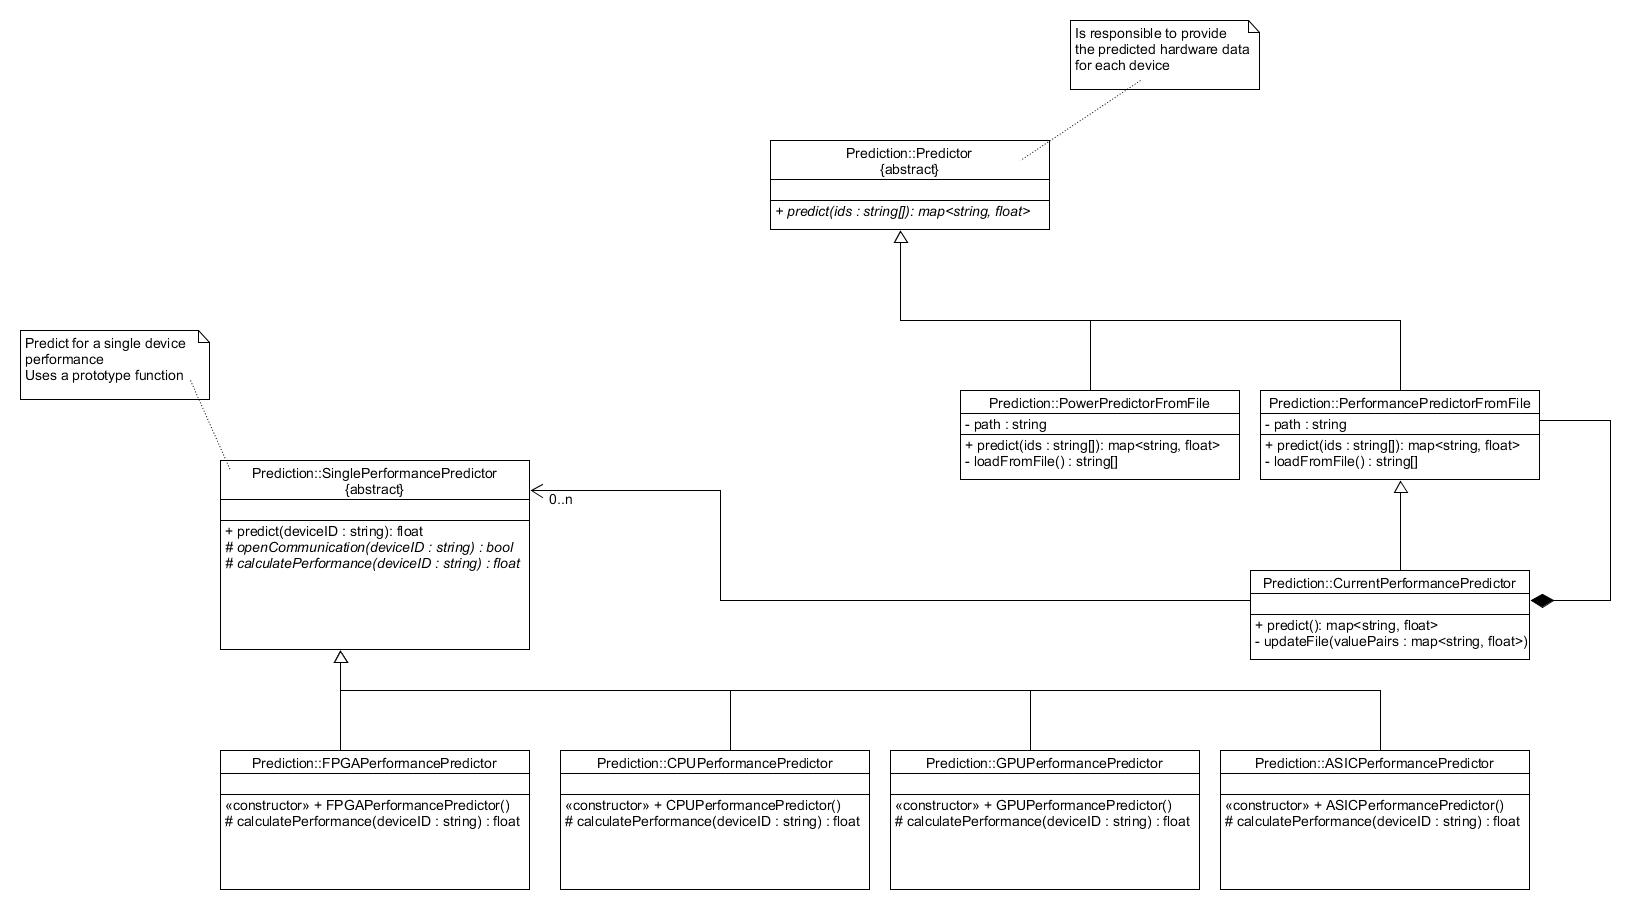 Is responsible to provide
the predicted hardware data
for each device
Prediction::Predictor
{abstract}
+ predict(ids : string[]): map<string, float>
Predict for a single device
performance
Uses a prototype function
Prediction::PowerPredictorFromFile
- path : string
+ predict(ids : string[]): map<string, float>
- loadFromFile() : string[]
Prediction::PerformancePredictorFromFile
- path : string
+ predict(ids : string[]): map<string, float>
- loadFromFile() : string[]
Prediction::SinglePerformancePredictor
{abstract}
+ predict(deviceID : string): float
# openCommunication(deviceID : string) : bool
# calculatePerformance(deviceID : string) : float
0..n
Prediction::CurrentPerformancePredictor
+ predict(): map<string, float>
- updateFile(valuePairs : map<string, float>)
Prediction::FPGAPerformancePredictor
«constructor» + FPGAPerformancePredictor()
# calculatePerformance(deviceID : string) : float
Prediction::CPUPerformancePredictor
«constructor» + CPUPerformancePredictor()
# calculatePerformance(deviceID : string) : float
Prediction::GPUPerformancePredictor
«constructor» + GPUPerformancePredictor()
# calculatePerformance(deviceID : string) : float
Prediction::ASICPerformancePredictor
«constructor» + ASICPerformancePredictor()
# calculatePerformance(deviceID : string) : float